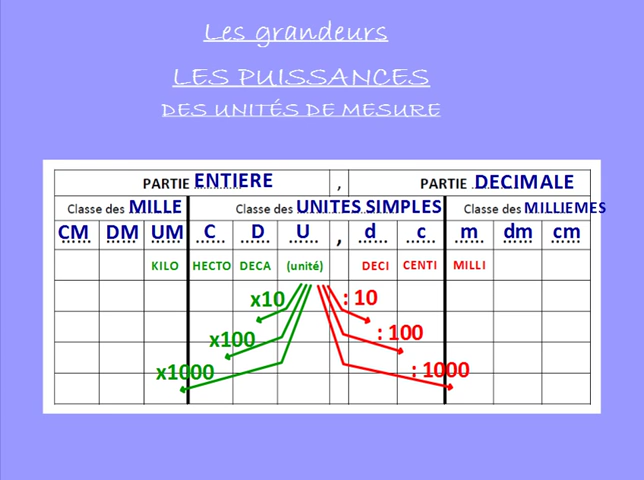 Les grandeurs
LES PUISSANCES
DES UNITÉS DE MESURE
PARTIE ENTIERE , PARTIE DECIMALE
Classe des MILLE Classe des UNITES SIMPLES Classe des MILLIEMES
CM DM UM C D U , d c m dm cm
KILO HECTO DECA (unité) DECI CENTI MILLI
x10 : 10
x100 : 100
x1000 : 1000